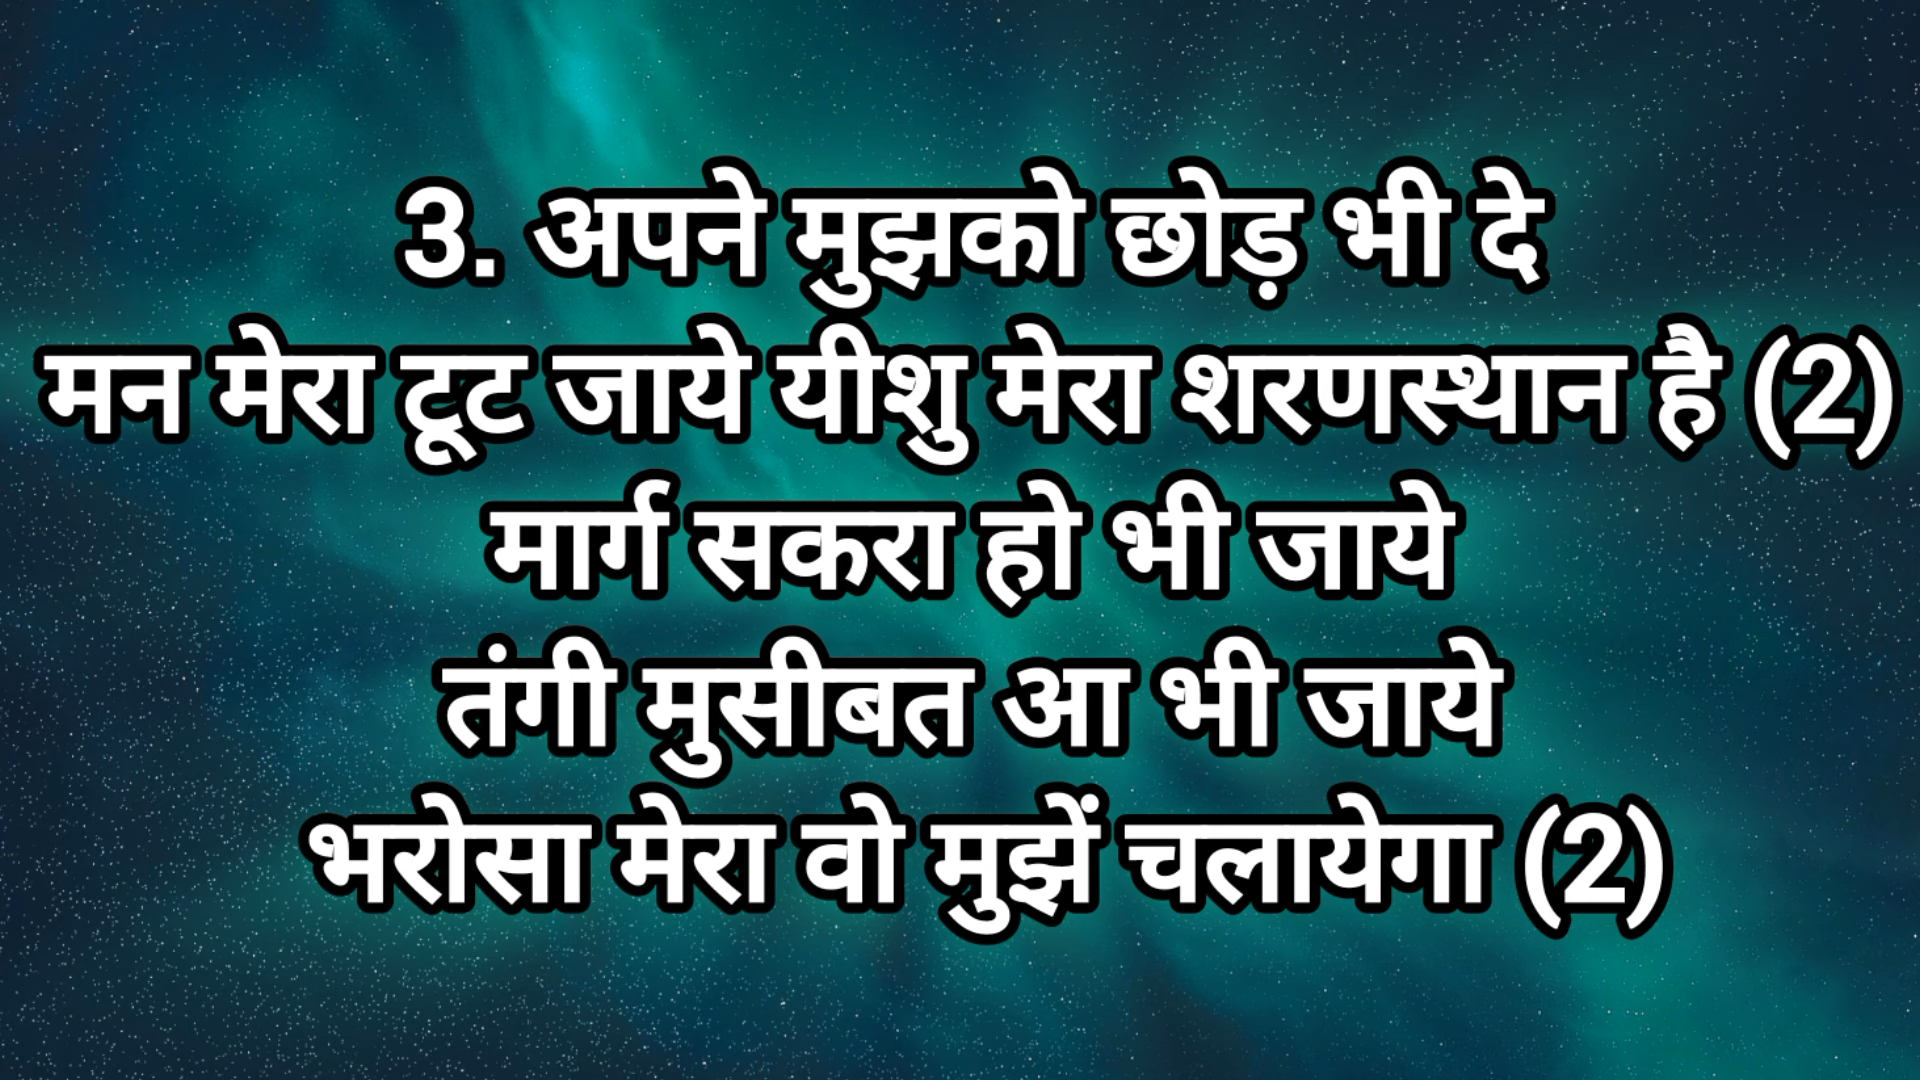 3. अपने मुझको छोड़ भी दे
मन मेरा टूट जाये यीशु मेरा शरणस्थान है (2)
मार्ग सकरा हो भी जाये
तंगी मुसीबत आ भी जाये
भरोसा मेरा वो मुझें चलायेगा (2)